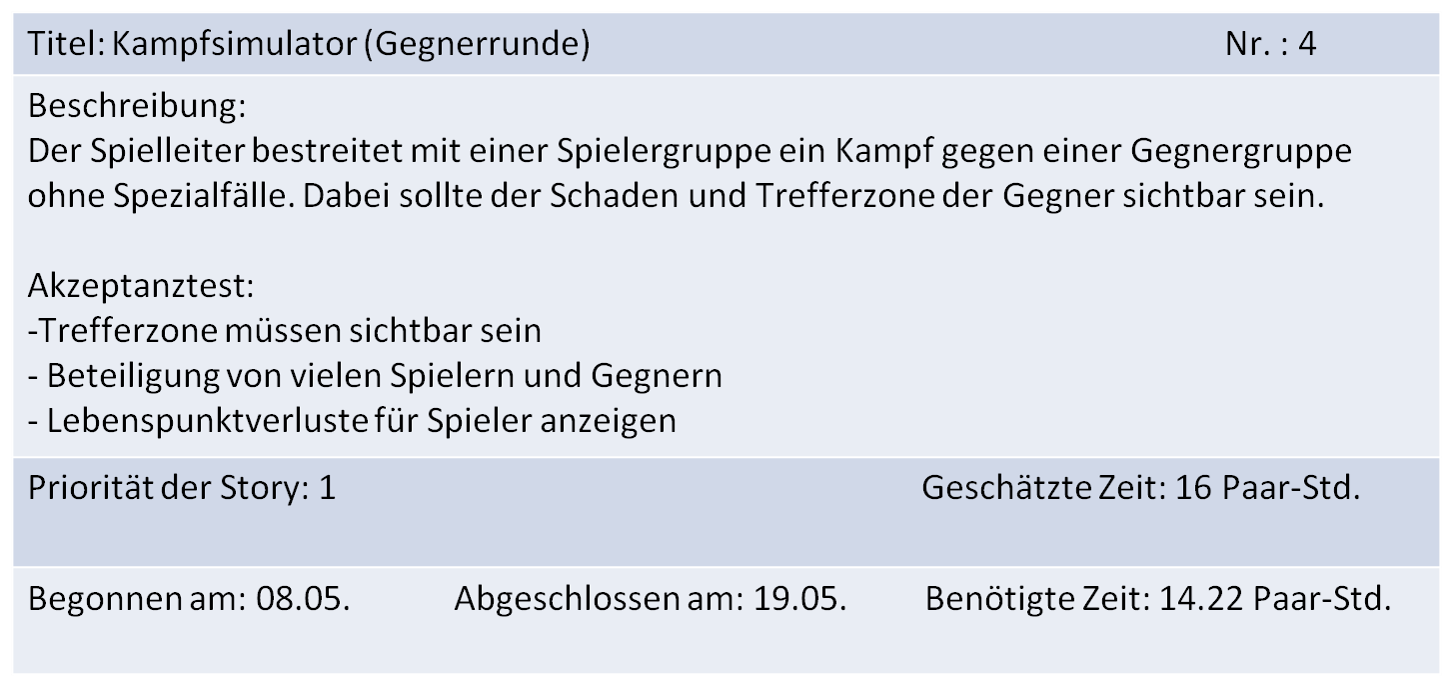 Titel: Kampfsimulator (Gegnerrunde) Nr. : 4
Beschreibung:
Der Spielleiter bestreitet mit einer Spielergruppe ein Kampf gegen einer Gegnergruppe
ohne Spezialfälle. Dabei sollte der Schaden und Trefferzone der Gegner sichtbar sein.
Akzeptanztest:
-Trefferzone müssen sichtbar sein
- Beteiligung von vielen Spielern und Gegnern
- Lebenspunktverluste für Spieler anzeigen
Priorität der Story: 1 Geschätzte Zeit: 16 Paar-Std.
Begonnen am: 08.05. Abgeschlossen am: 19.05. Benötigte Zeit: 14.22 Paar-Std.